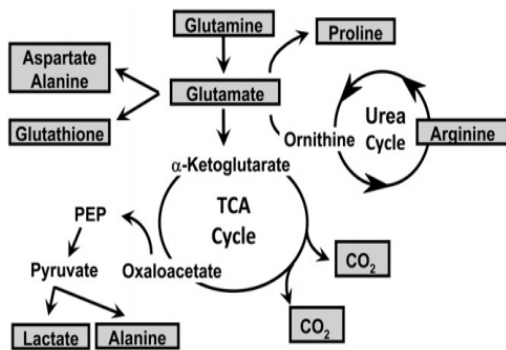 Glutamine
Proline
Aspartate
Alanine
Glutamate
Urea
Cycle
Glutathione
Ornithine
Arginine
α-Ketoglutarate
TCA
Cycle
PEP
Pyruvate
Oxaloacetate
CO2
Lactate
Alanine
CO2